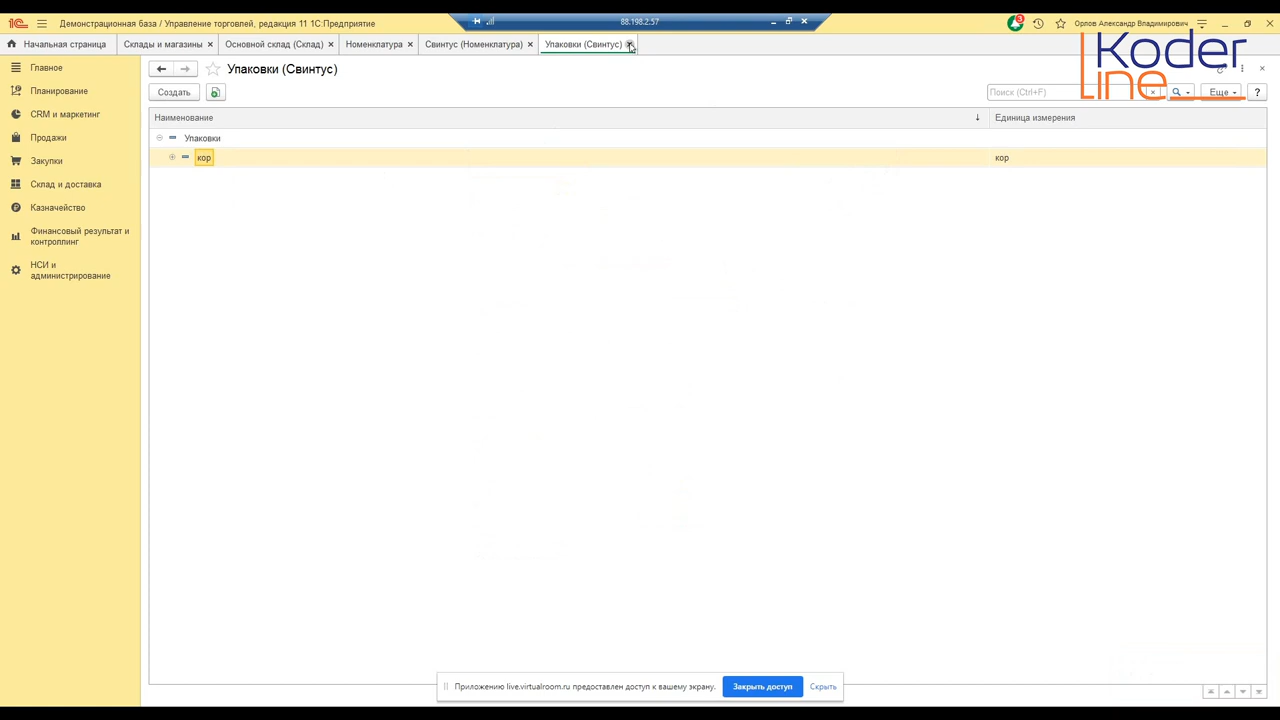 Демонстрационная база / Управление торговлей, редакция 11 1С:Предприятие
88.198.2.57
3
Орлов Александр Владимирович
Начальная страница
Склады и магазины
Основной склад (Склад)
Номенклатура
Свинтус (Номенклатура)
Упаковки (Свинтус)
Koder
line
Главное
Планирование
CRM и маркетинг
Продажи
Закупки
Склад и доставка
Казначейство
Финансовый результат и
контроллинг
НСИ и
администрирование
Упаковки (Свинтус)
Создать
Поиск (Ctrl+F)
Еще
?
Наименование
Единица измерения
Упаковки
кор
кор
Приложению live.virtualroom.ru предоставлен доступ к вашему экрану.
Закрыть доступ
Скрыть